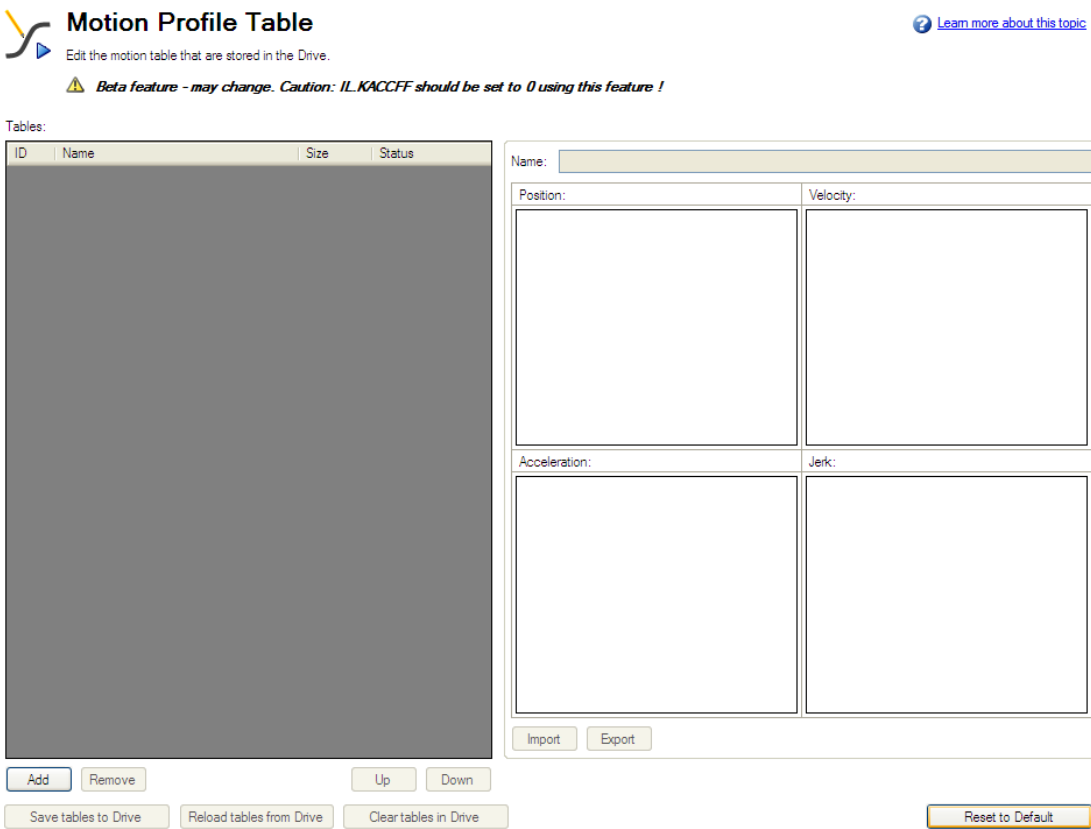 Motion Profile Table
Learn more about this topic
Edit the motion table that are stored in the Drive.
Beta feature - may change. Caution: IL.KACCFF should be set to 0 using this feature !
Tables:
ID Name Size Status
Name:
Position: Velocity:
Acceleration: Jerk:
Import Export
Add Remove Up Down
Save tables to Drive Reload tables from Drive Clear tables in Drive Reset to Default